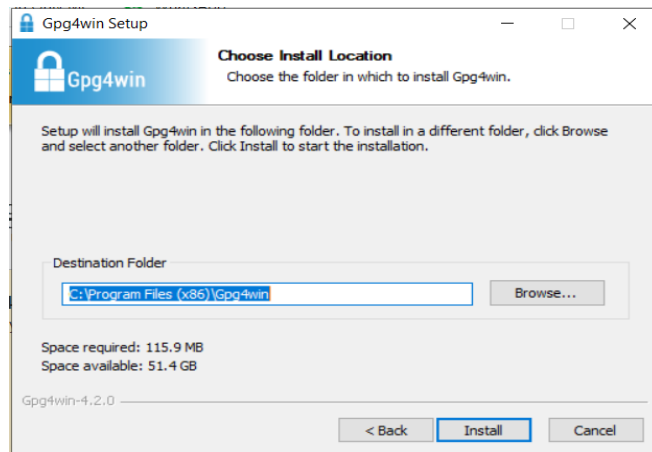 Gpg4win Setup
Gpg4win
Choose Install Location
Choose the folder in which to install Gpg4win.
Setup will install Gpg4win in the following folder. To install in a different folder, click Browse
and select another folder. Click Install to start the installation.
Destination Folder
C:\Program Files (x86)\Gpg4win
Browse...
Space required: 115.9 MB
Space available: 51.4 GB
Gpg4win-4.2.0
< Back
Install
Cancel